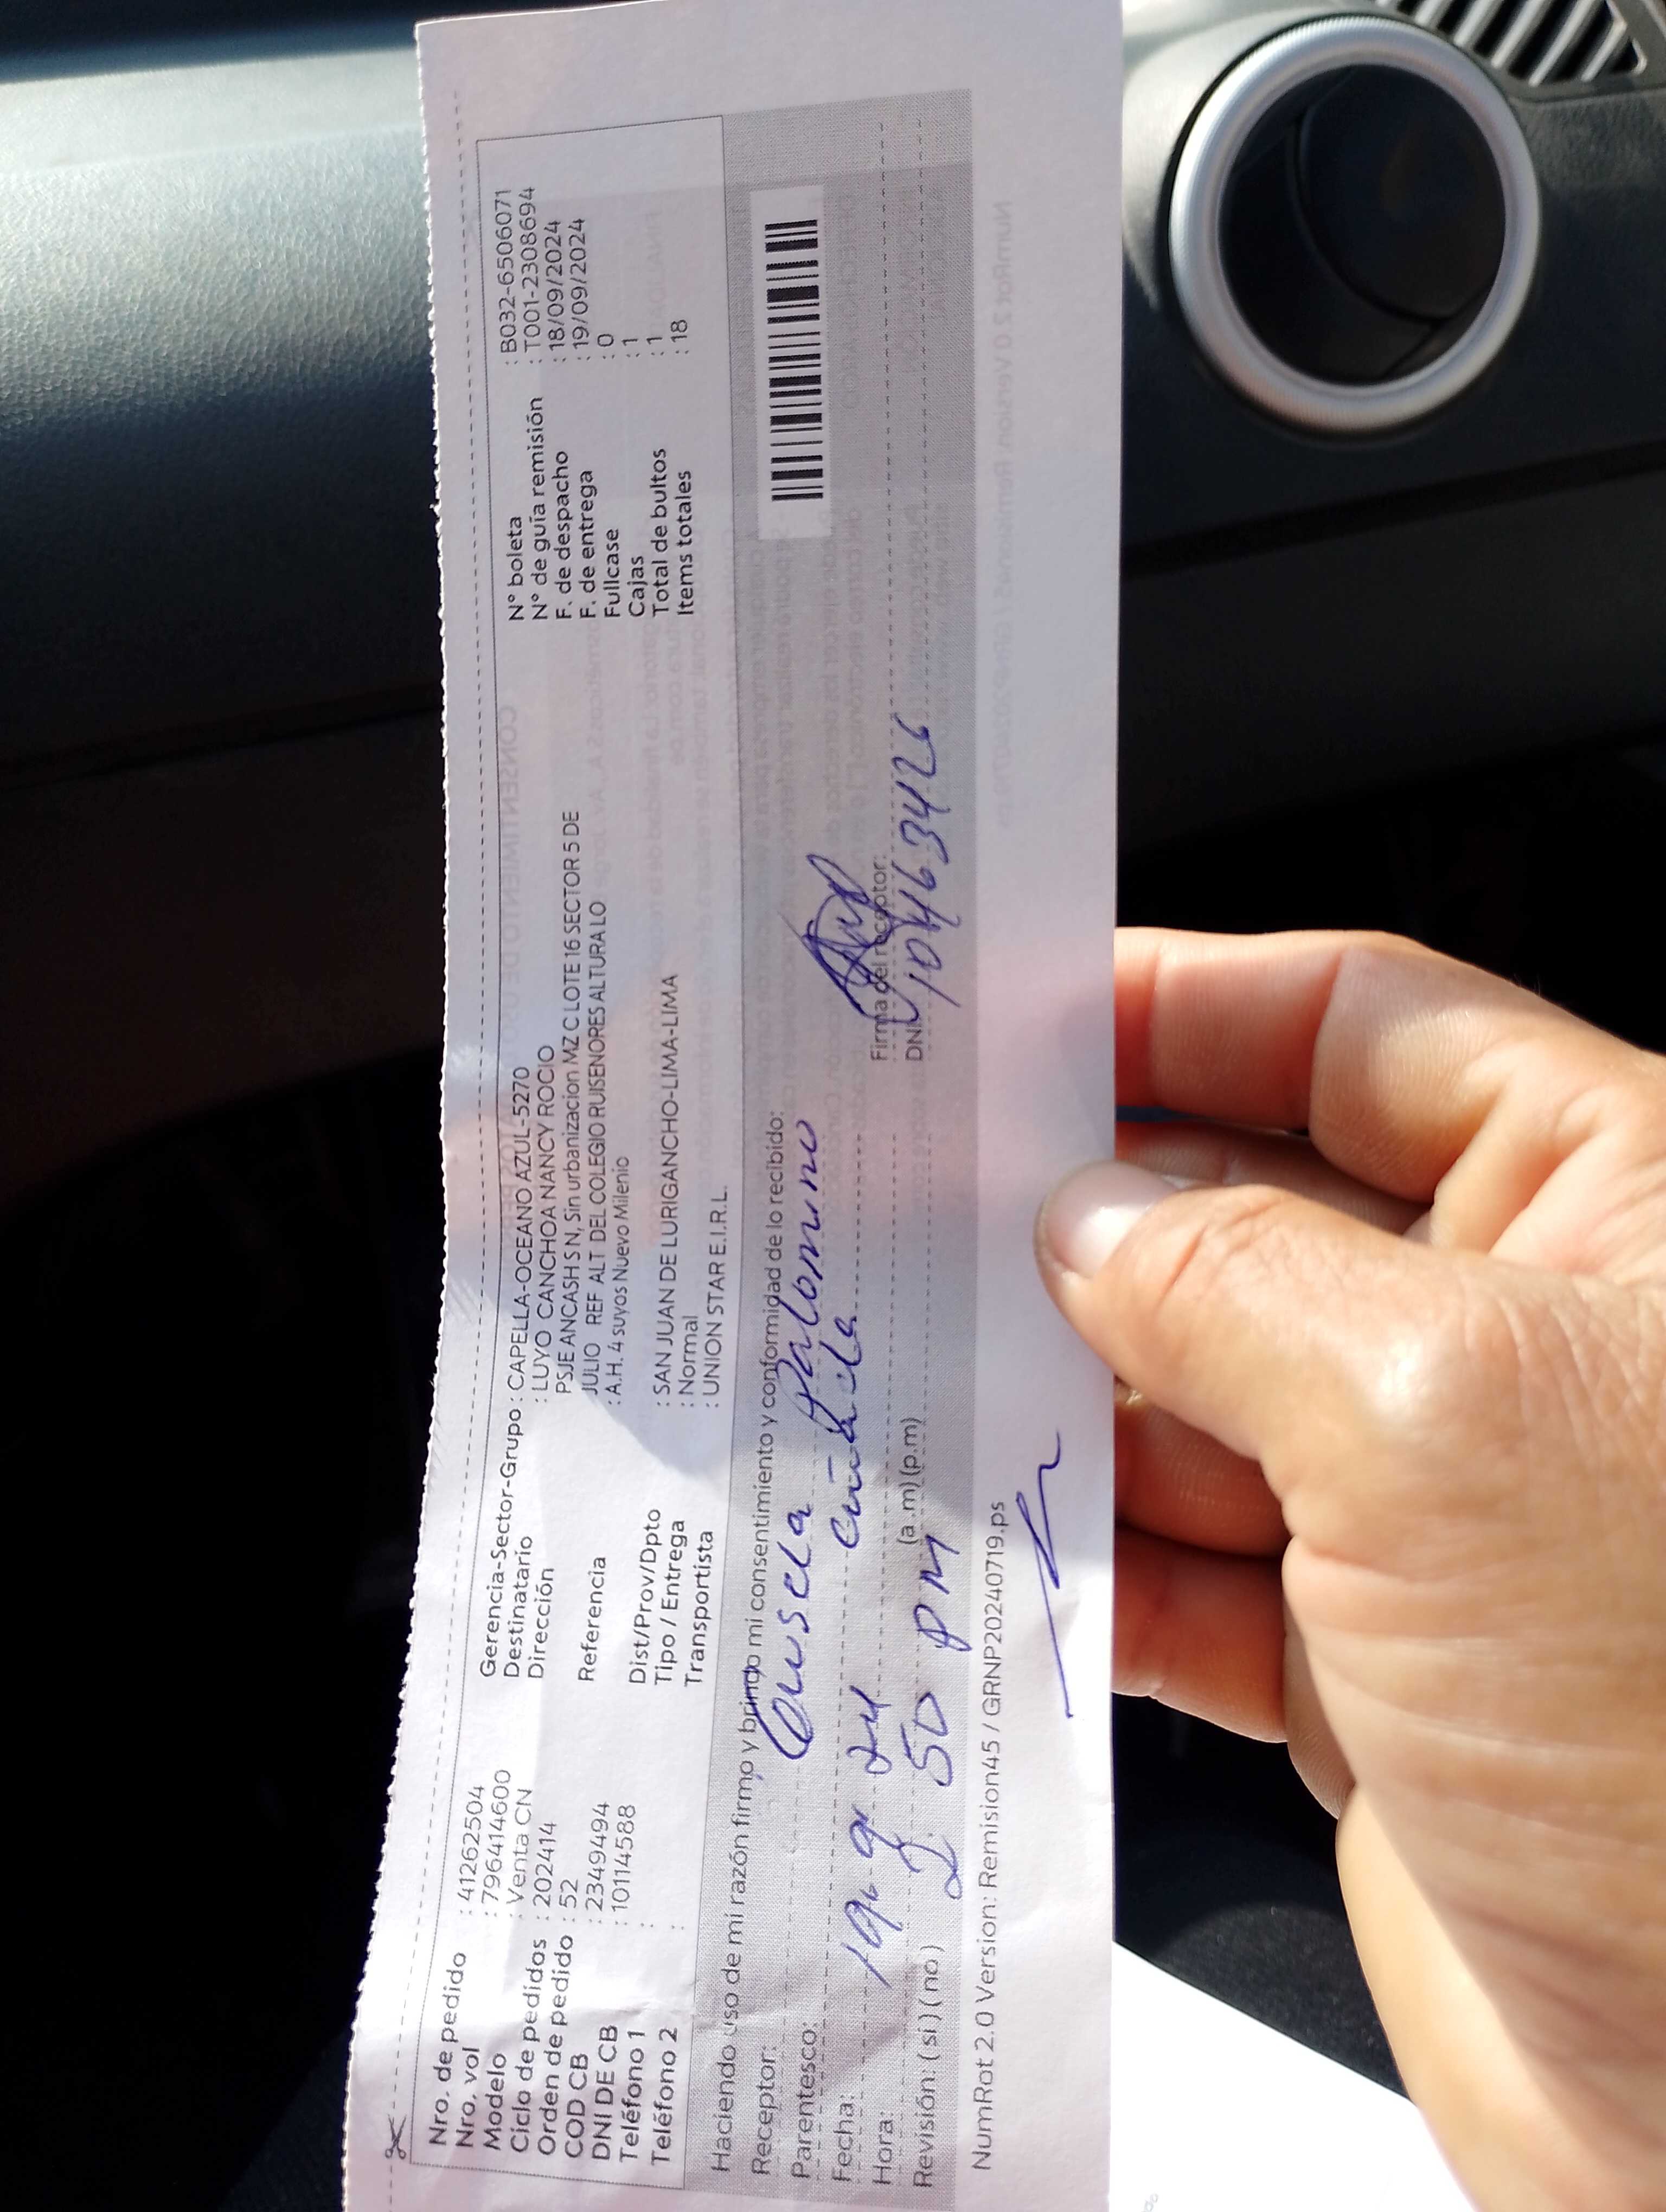 Nro. de pedido : 41262504
Nro. vol : 796414600
Modelo : Venta CN
Ciclo de pedidos : 202414
Orden de pedido : 52
COD CB : 2349494
DNI DE CB : 10114588
Teléfono 1 :
Teléfono 2 :
Gerencia-Sector-Grupo : CAPELLA-OCEANO AZUL-5270
Destinatario : LUYO CANCHOA NANCY ROCIO
Dirección PSJE ANCASH S N, Sin urbanizacion MZ C LOTE 16 SECTOR 5 DE
JULIO REF ALT DEL COLEGIO RUISENORES ALTURA LO
Referencia : A.H. 4 suyos Nuevo Milenio
Dist/Prov/Dpto : SAN JUAN DE LURIGANCHO-LIMA-LIMA
Tipo / Entrega : Normal
Transportista : UNION STAR E.I.R.L.
N° boleta : B032-6506071
N° de guía remisión : T001-2308694
F. de despacho : 18/09/2024
F. de entrega : 19/09/2024
Fullcase : 0
Cajas : 1
Total de bultos : 1
Items totales : 18
Haciendo uso de mi razón firmo y brindo mi consentimiento y conformidad de lo recibido:
Receptor: Palomino
Parentesco:
Fecha: 19 9 24
Hora: 2 50 PM (a.m)(p.m)
Revisión: (si) (no)
Firma del receptor:
DNI 10463426
NumRot 2.0 Version: Remision45 / GRNP20240719.ps